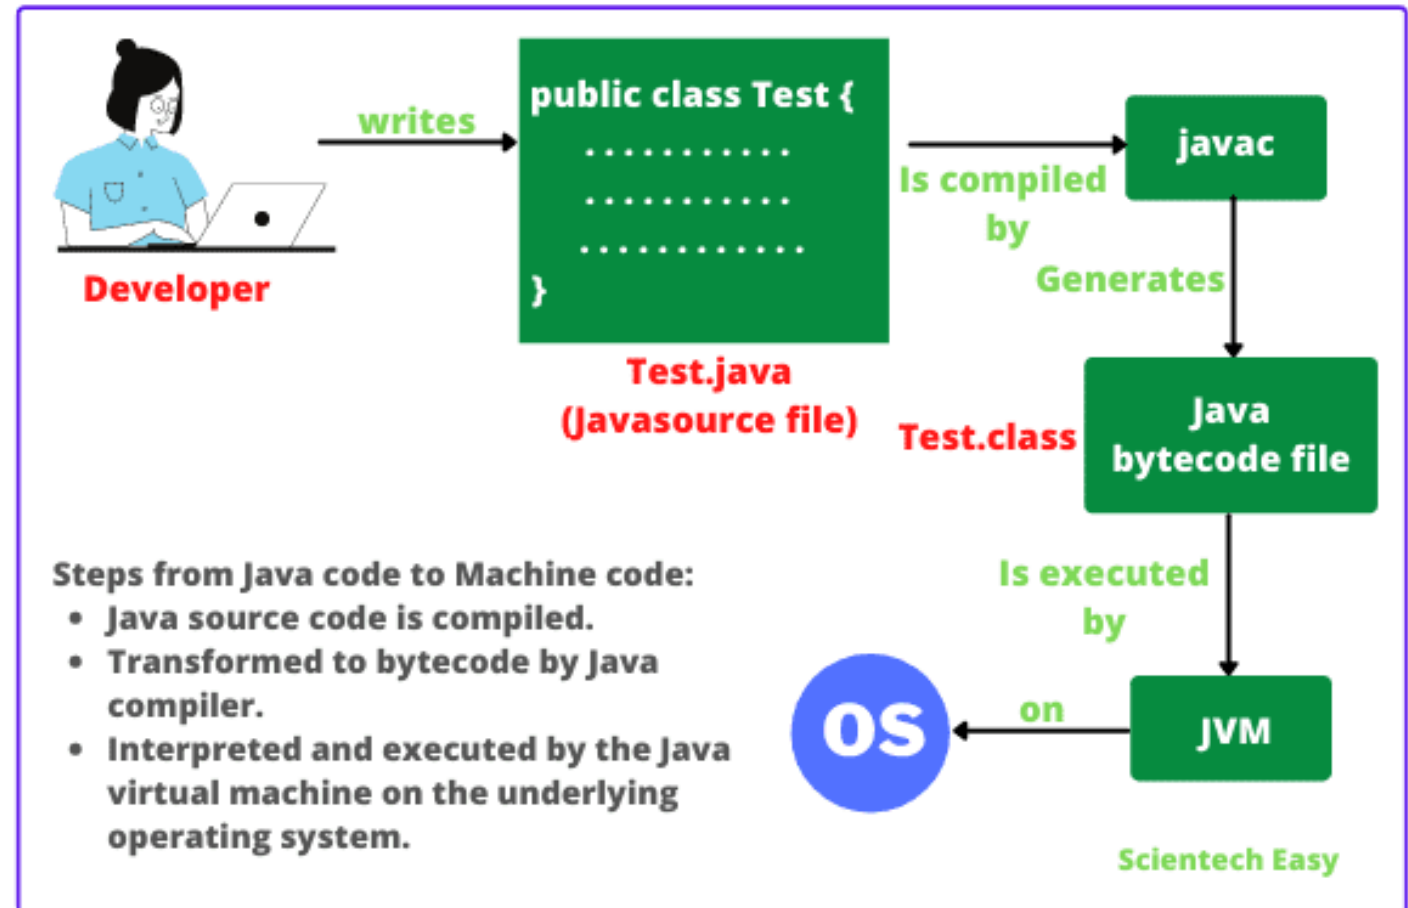 writes
public class Test {
. . . . . . . . . . .
. . . . . . . . . . .
. . . . . . . . . . . .
}
javac
Is compiled
by
Developer
Generates
Test.java
(Javasource file)
Test.class
Java
bytecode file
Is executed
by
Steps from Java code to Machine code:
• Java source code is compiled.
• Transformed to bytecode by Java
compiler.
• Interpreted and executed by the Java
virtual machine on the underlying
operating system.
OS
on
JVM
Scientech Easy